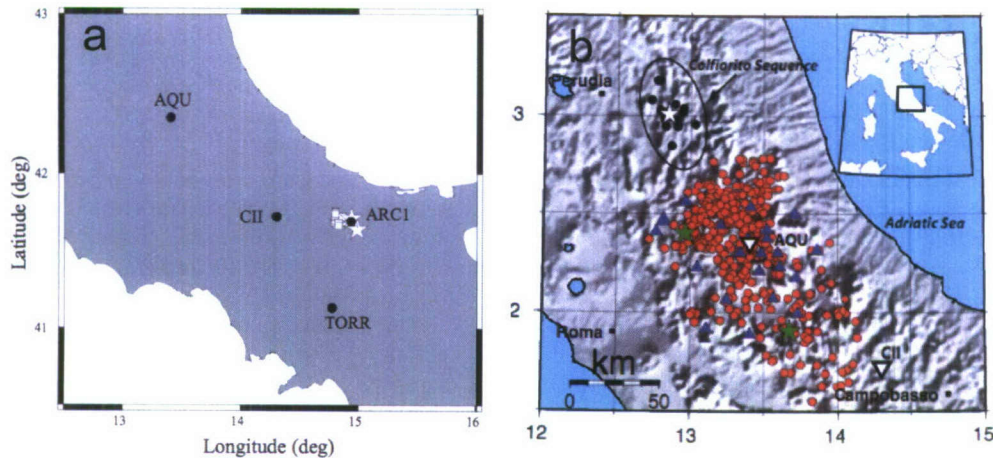 a
43
42
41
Latitude (deg)
AQU
CII
ARC1
TORR
13
14
15
16
Longitude (deg)
b
Colfiorito Sequence
Perugia
3
AQU
Adriatic Sea
2
Roma
km
0 50
CII
Campobasso
12
13
14
15